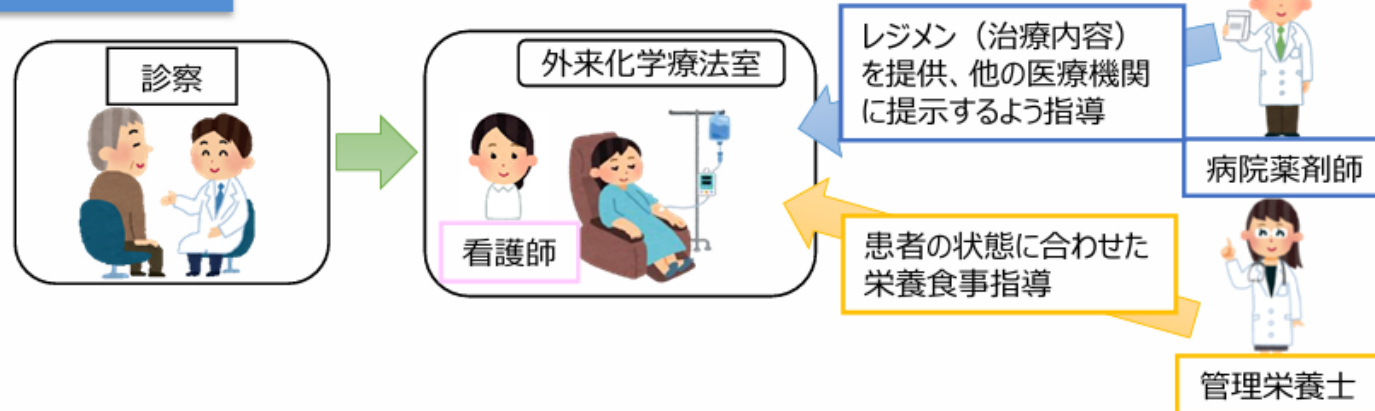 診察
外来化学療法室
看護師
レジメン（治療内容）
を提供、他の医療機関
に提示するよう指導
病院薬剤師
患者の状態に合わせた
栄養食事指導
管理栄養士